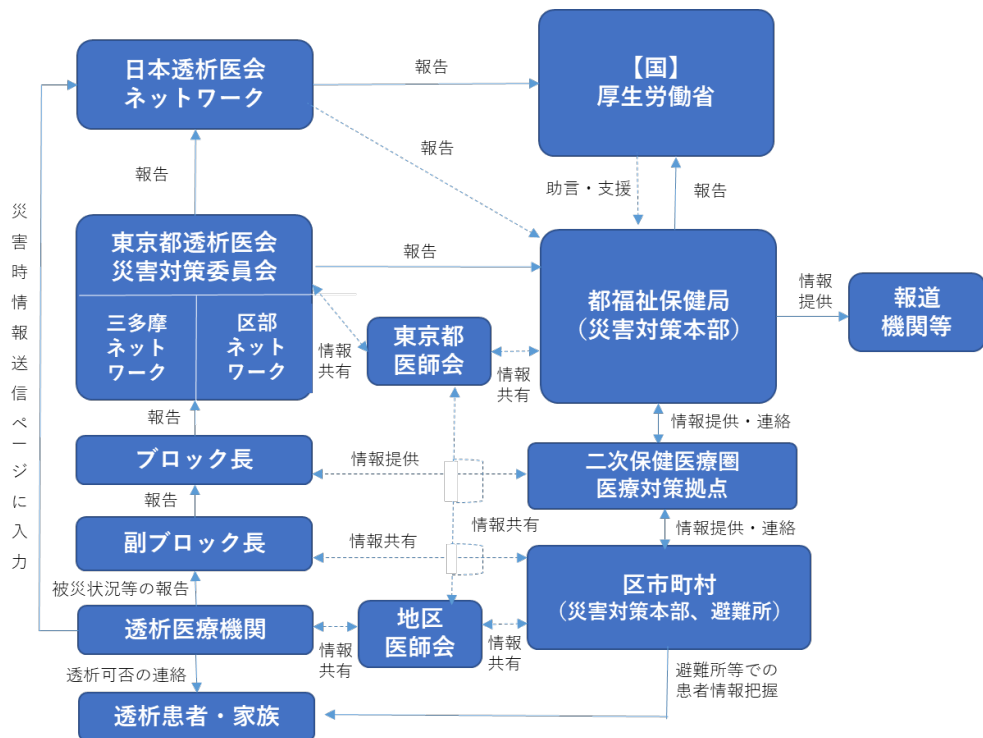 日本透析医会
ネットワーク
報告
【国】
厚生労働省
報告
報告
助言・支援
報告
災害時情報送信ページに入力
東京都透析医会
災害対策委員会
三多摩
ネット
ワーク
区部
ネット
ワーク
報告
情報
共有
東京都
医師会
情報
共有
都福祉保健局
（災害対策本部）
情報
提供
報道
機関等
報告
情報提供・連絡
ブロック長
情報提供
二次保健医療圏
医療対策拠点
報告
情報共有
情報提供・連絡
副ブロック長
情報共有
被災状況等の報告
区市町村
（災害対策本部、避難所）
透析医療機関
情報
共有
地区
医師会
情報
共有
透析可否の連絡
避難所等での
患者情報把握
透析患者・家族